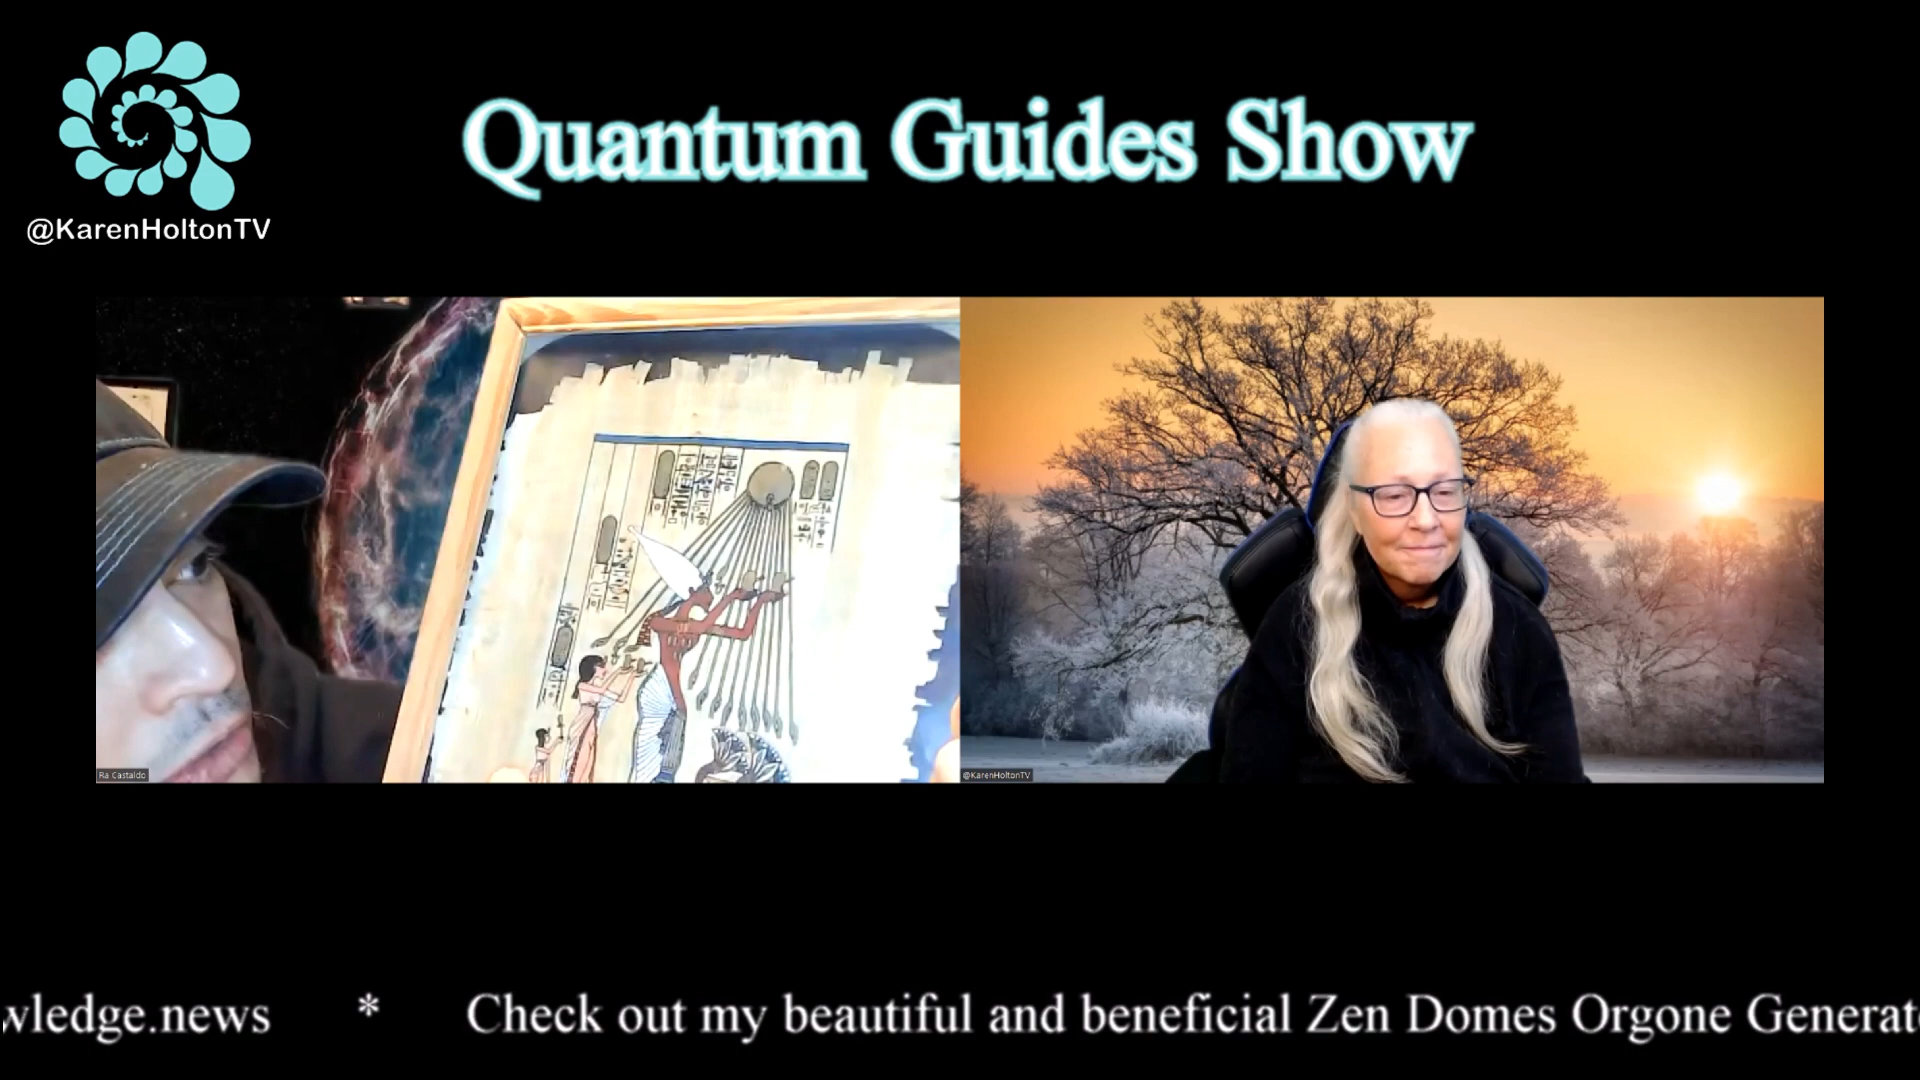 Quantum Guides Show
@KarenHoltonTV
Ra Castaldo
@KarenHoltonTV
wledge.news * Check out my beautiful and beneficial Zen Domes Orgone Generat